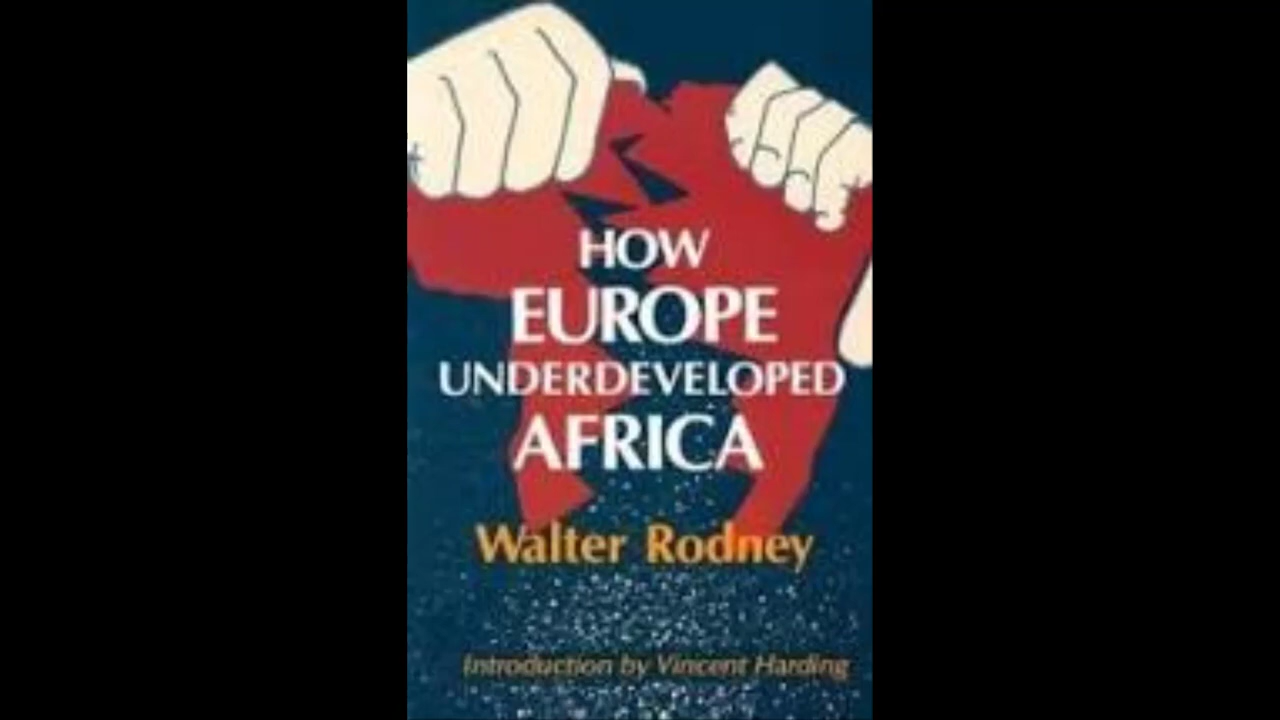 HOW
EUROPE
UNDERDEVELOPED
AFRICA
Walter Rodney
Introduction by Vincent Harding